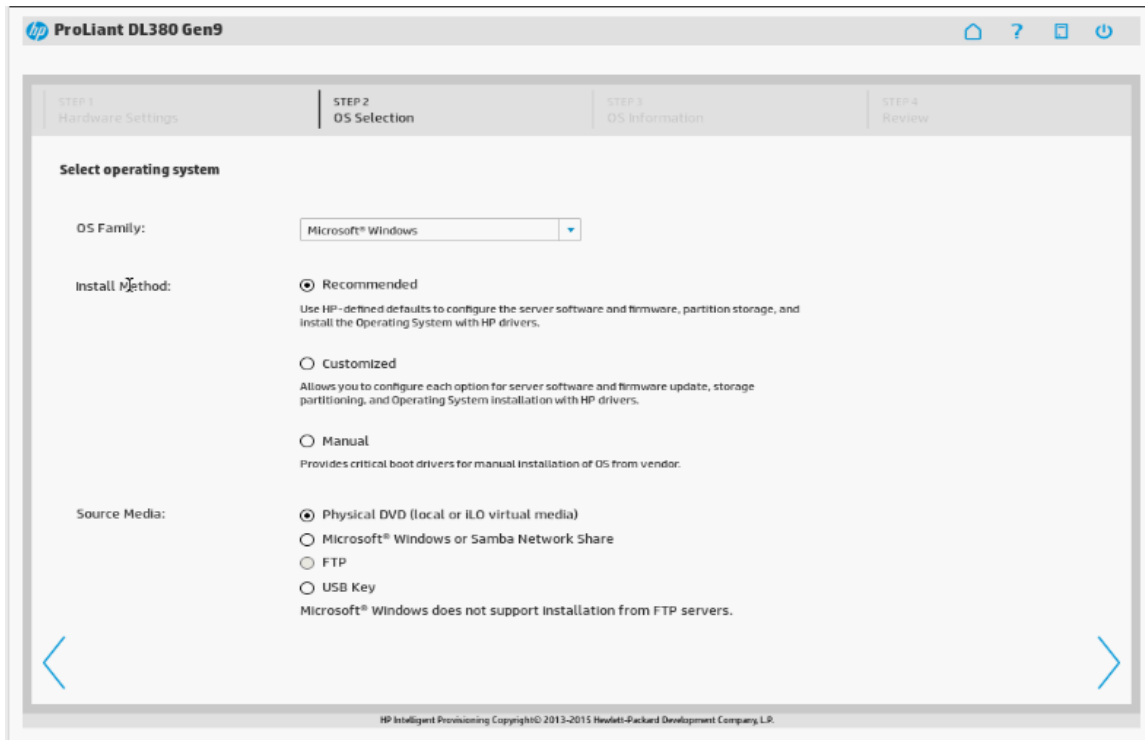 hp ProLiant DL380 Gen9
?
STEP 1
Hardware Settings
STEP 2
OS Selection
STEP 3
OS Information
STEP 4
Review
Select operating system
OS Family:
Microsoft® Windows
Install Method:
Recommended
Use HP-defined defaults to configure the server software and firmware, partition storage, and
install the Operating System with HP drivers.
Customized
Allows you to configure each option for server software and firmware update, storage
partitioning, and Operating System installation with HP drivers.
Manual
Provides critical boot drivers for manual installation of OS from vendor.
Source Media:
Physical DVD (local or iLO virtual media)
Microsoft® Windows or Samba Network Share
FTP
USB Key
Microsoft® Windows does not support installation from FTP servers.
HP Intelligent Provisioning Copyright© 2013-2015 Hewlett-Packard Development Company, L.P.